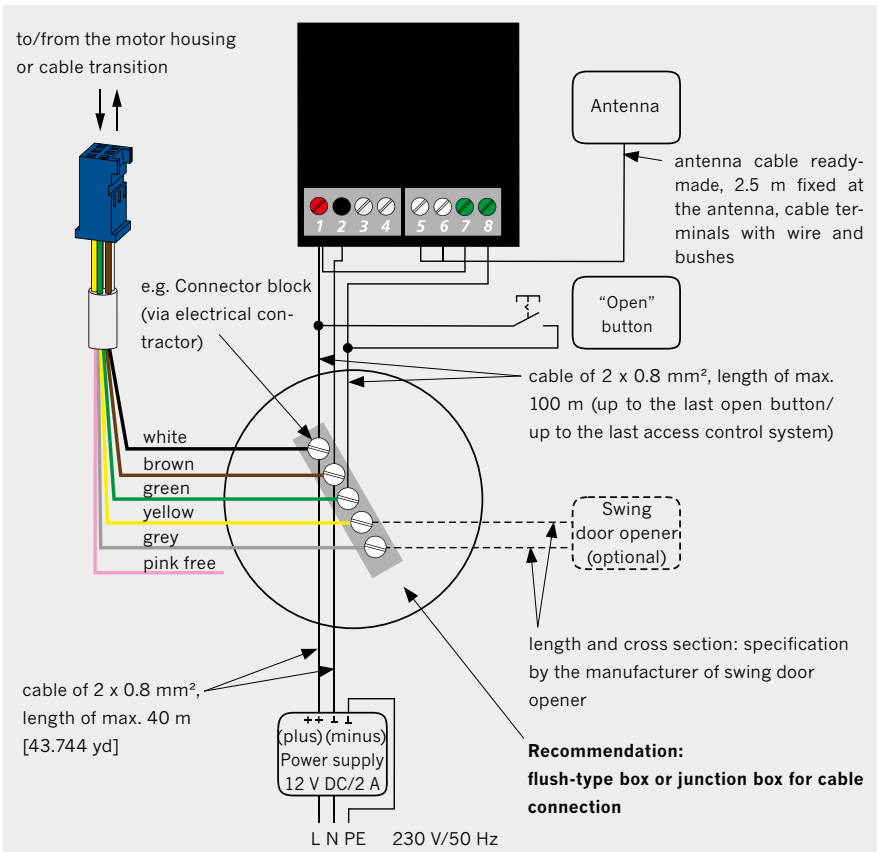 to/from the motor housing
or cable transition
Antenna
antenna cable ready-
made, 2.5 m fixed at
the antenna, cable ter-
minals with wire and
bushes
1 2 3 4 5 6 7 8
e.g. Connector block
(via electrical con-
tractor)
“Open”
button
cable of 2 x 0.8 mm², length of max.
100 m (up to the last open button/
up to the last access control system)
white
brown
green
yellow
grey
pink free
Swing
door opener
(optional)
length and cross section: specification
by the manufacturer of swing door
opener
cable of 2 x 0.8 mm²,
length of max. 40 m
[43.744 yd]
++
(plus) (minus)
Power supply
12 V DC/2 A
L N PE 230 V/50 Hz
Recommendation:
flush-type box or junction box for cable
connection